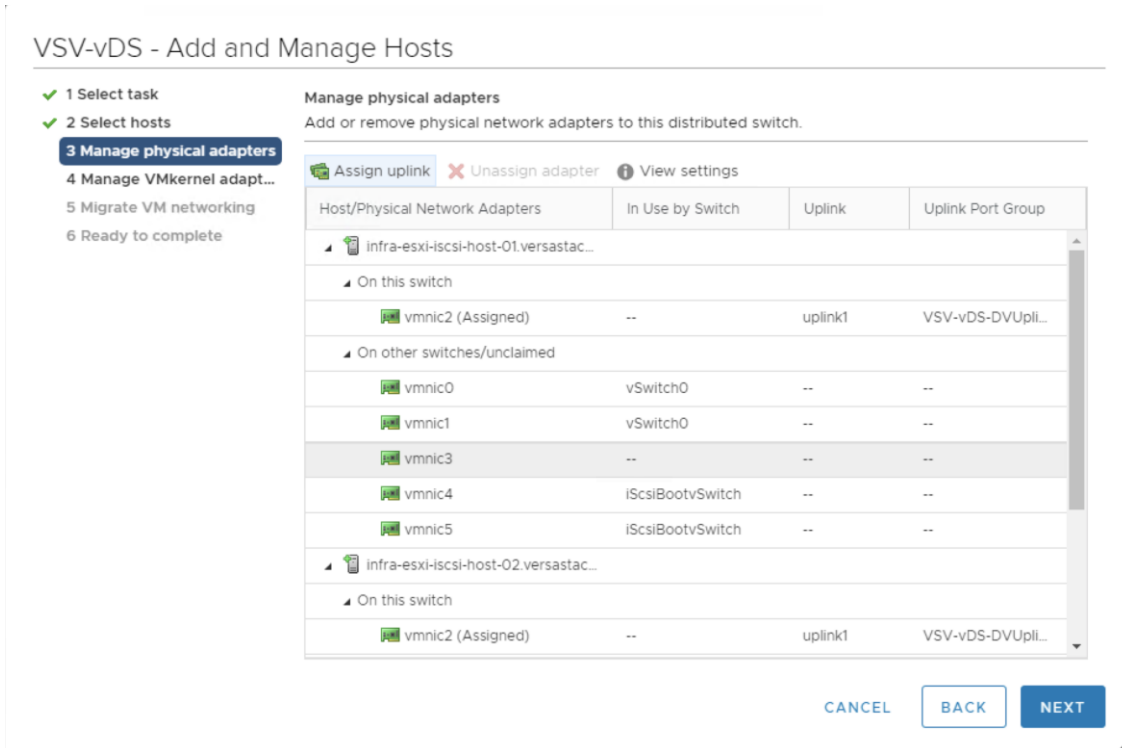 VSV-vDS - Add and Manage Hosts
1 Select task
2 Select hosts
3 Manage physical adapters
4 Manage VMkernel adapt...
5 Migrate VM networking
6 Ready to complete
Manage physical adapters
Add or remove physical network adapters to this distributed switch.
Assign uplink Unassign adapter View settings
Host/Physical Network Adapters In Use by Switch Uplink Uplink Port Group
infra-esxi-iscsi-host-01.versastac...
On this switch
vmnic2 (Assigned) -- uplink1 VSV-vDS-DVUpli...
On other switches/unclaimed
vmnic0 vSwitch0 -- --
vmnic1 vSwitch0 -- --
vmnic3 -- -- --
vmnic4 iScsiBootvSwitch -- --
vmnic5 iScsiBootvSwitch -- --
infra-esxi-iscsi-host-02.versastac...
On this switch
vmnic2 (Assigned) -- uplink1 VSV-vDS-DVUpli...
CANCEL BACK NEXT